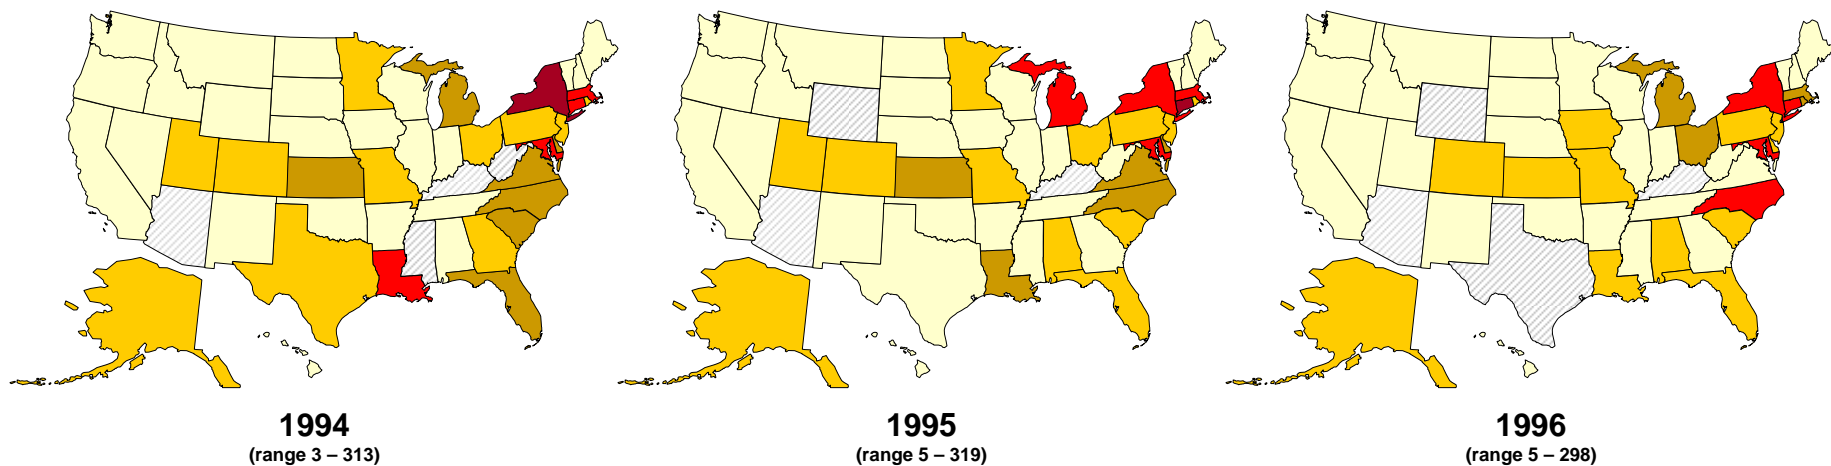 1994
(range 3 – 313)
1995
(range 5 – 319)
1996
(range 5 – 298)